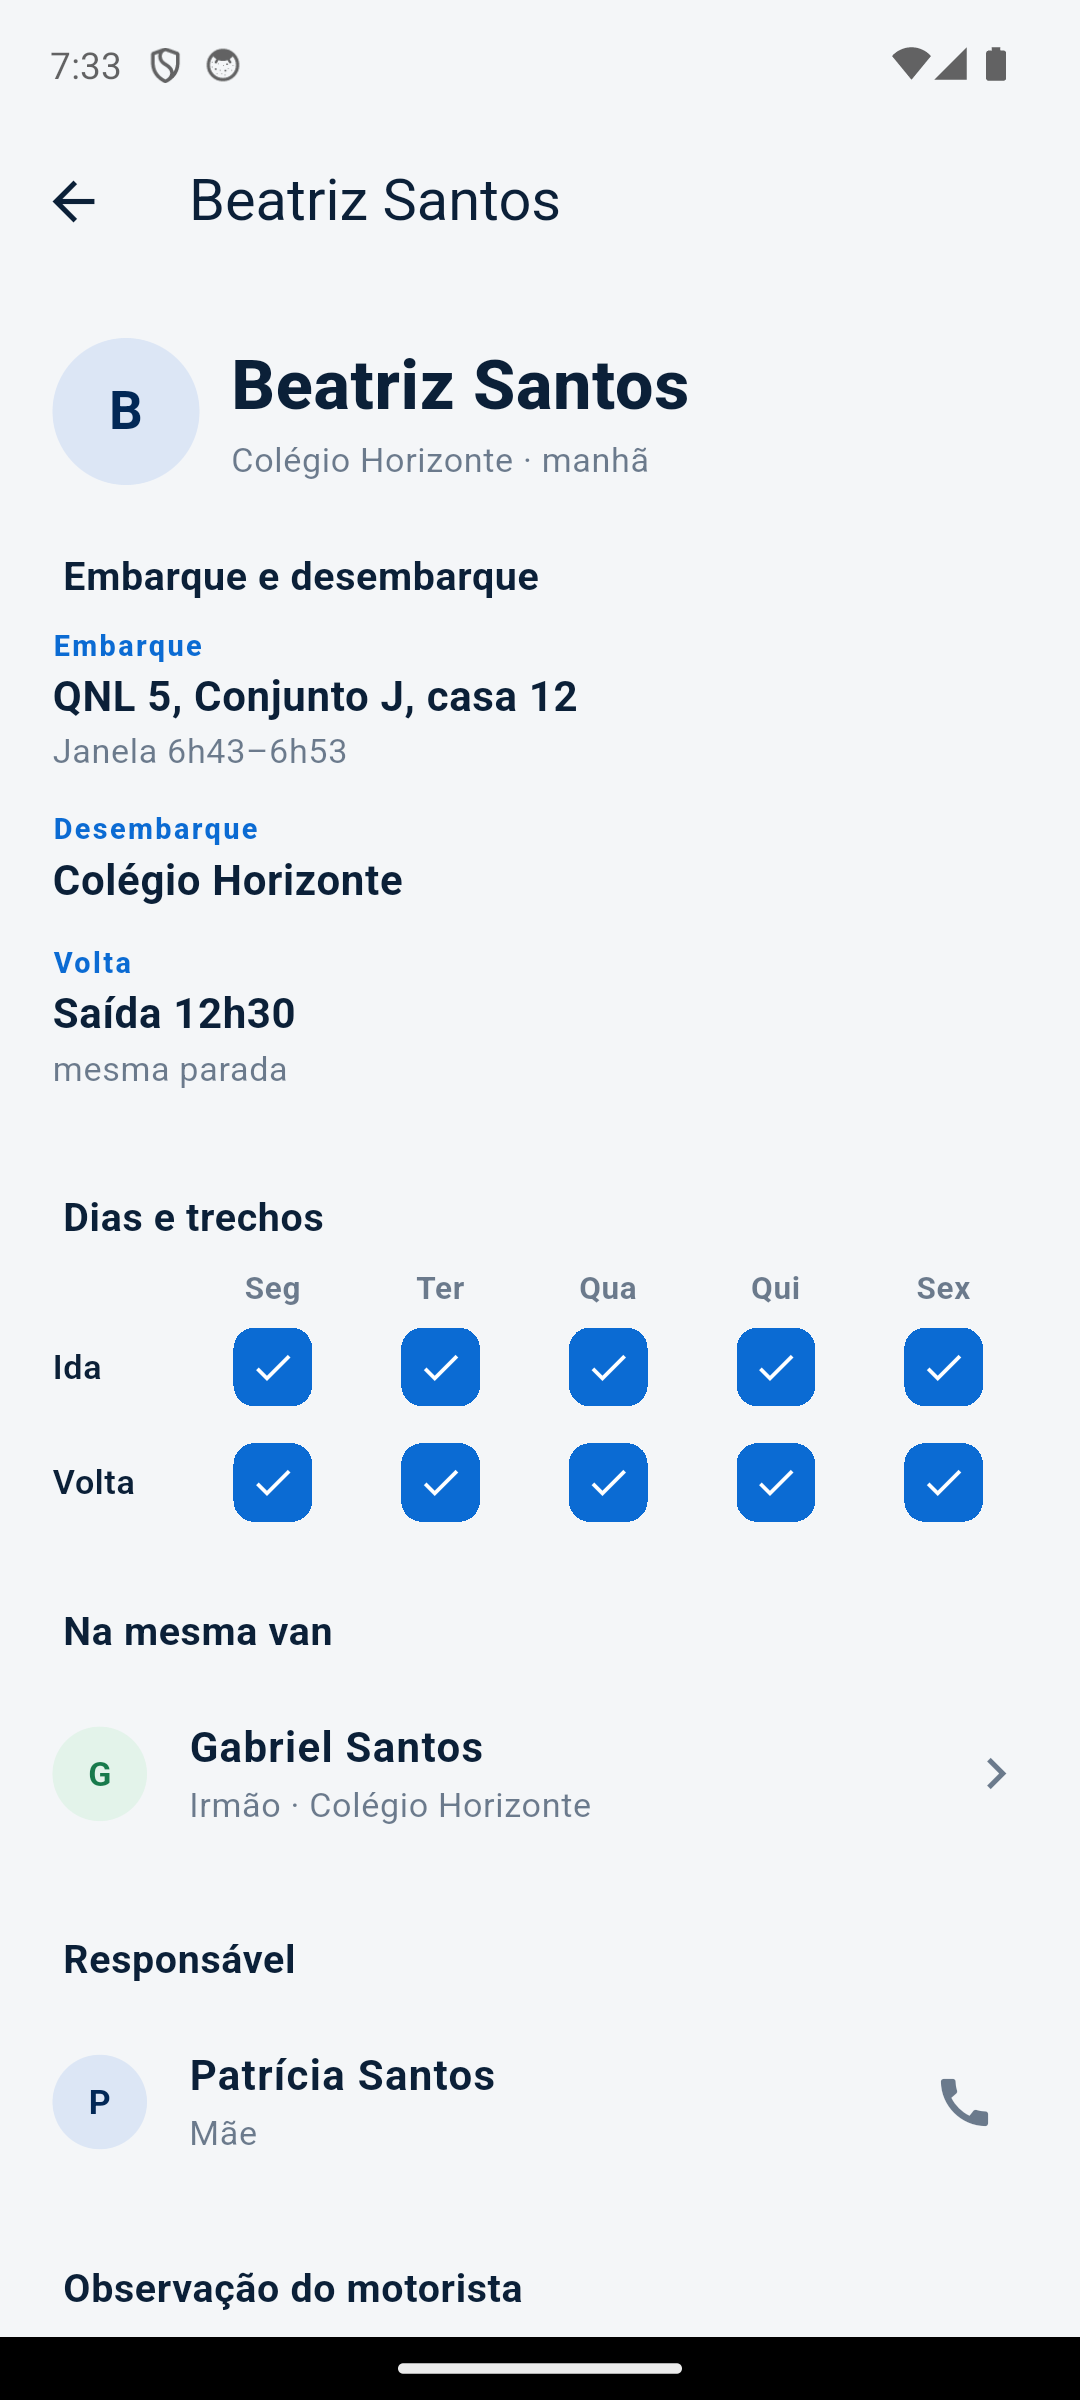 7:33
Beatriz Santos
B
Beatriz Santos
Colégio Horizonte · manhã
Embarque e desembarque
Embarque
QNL 5, Conjunto J, casa 12
Janela 6h43–6h53
Desembarque
Colégio Horizonte
Volta
Saída 12h30
mesma parada
Dias e trechos
Seg Ter Qua Qui Sex
Ida
Volta
Na mesma van
G
Gabriel Santos
Irmão · Colégio Horizonte
Responsável
P
Patrícia Santos
Mãe
Observação do motorista